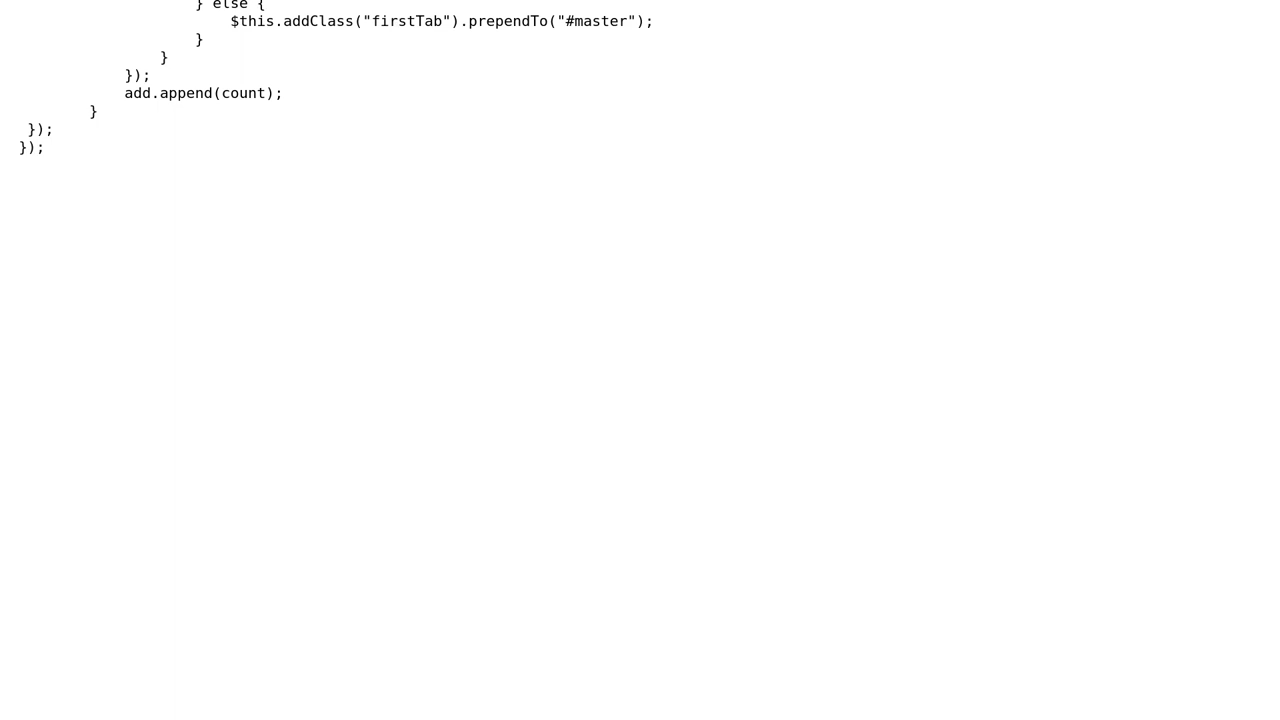 } else {
$this.addClass("firstTab").prependTo("#master");
}
}
});
add.append(count);
}
});
});